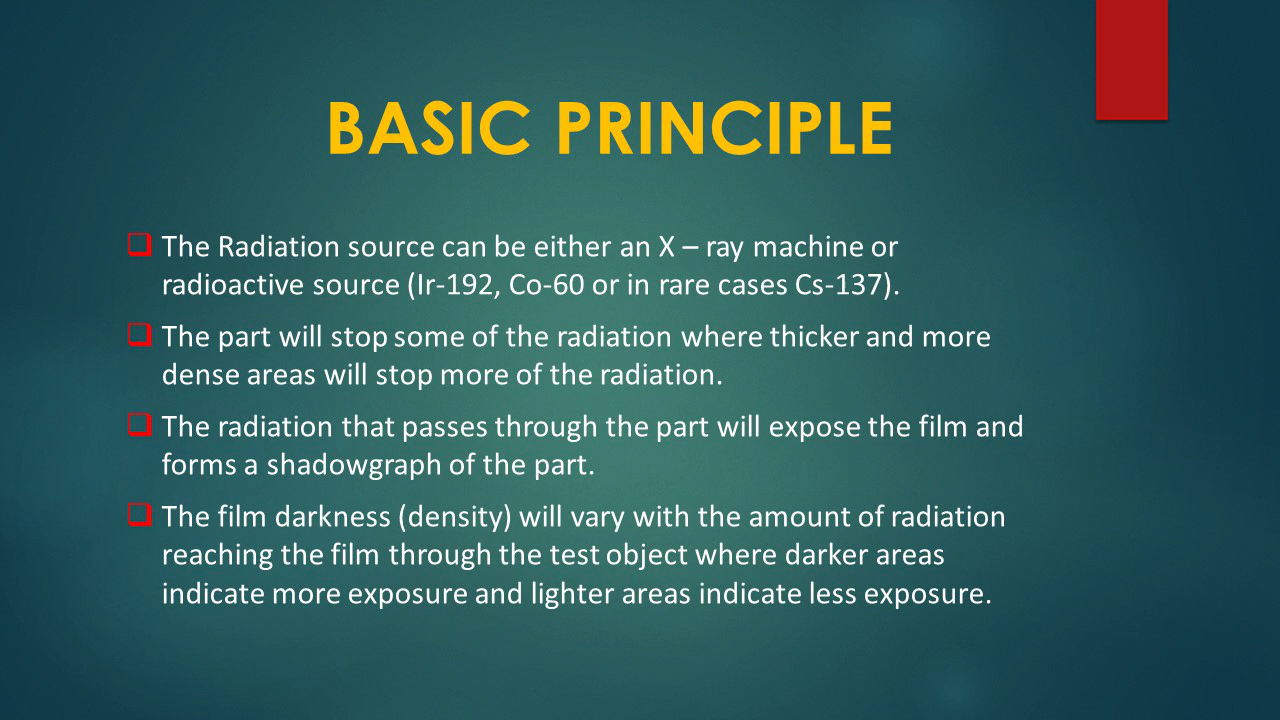 BASIC PRINCIPLE
The Radiation source can be either an X – ray machine or
radioactive source (Ir-192, Co-60 or in rare cases Cs-137).
The part will stop some of the radiation where thicker and more
dense areas will stop more of the radiation.
The radiation that passes through the part will expose the film and
forms a shadowgraph of the part.
The film darkness (density) will vary with the amount of radiation
reaching the film through the test object where darker areas
indicate more exposure and lighter areas indicate less exposure.